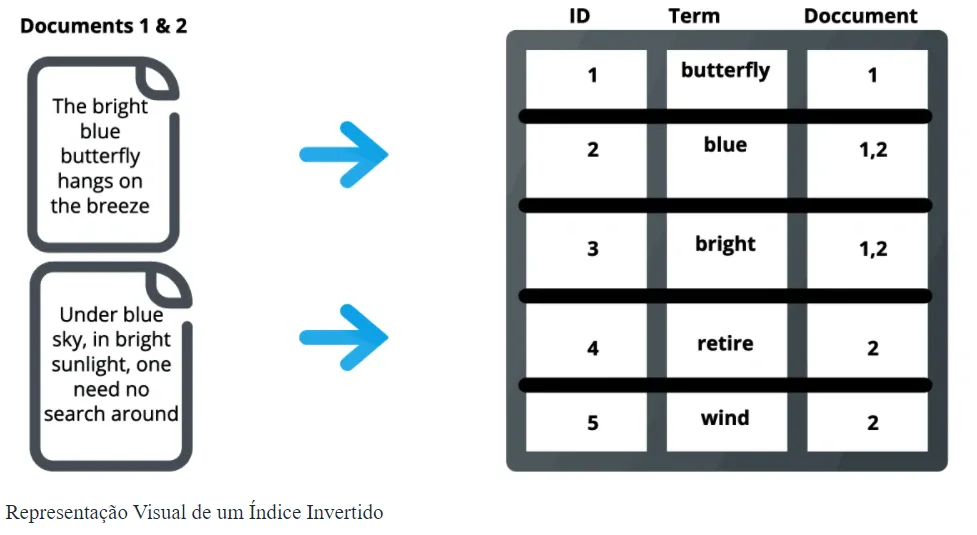 Documents 1 & 2
The bright
blue
butterfly
hangs on
the breeze
Under blue
sky, in bright
sunlight, one
need no
search around
ID Term Doccument
1 butterfly 1
2 blue 1,2
3 bright 1,2
4 retire 2
5 wind 2
Representação Visual de um Índice Invertido